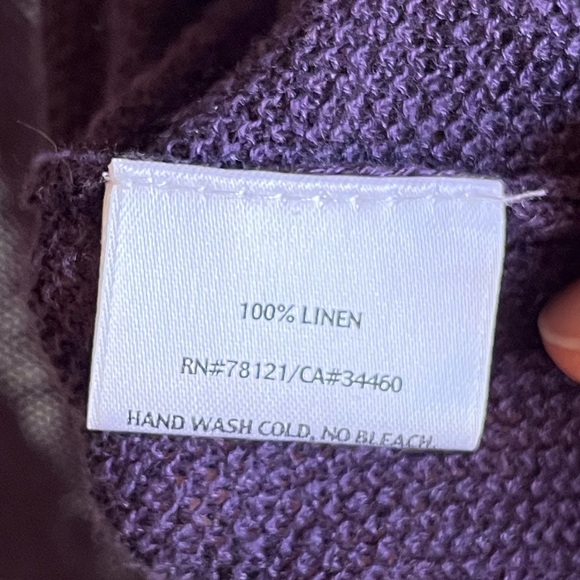 100% LINEN
RN#78121/CA#34460
HAND WASH COLD, NO BLEACH,